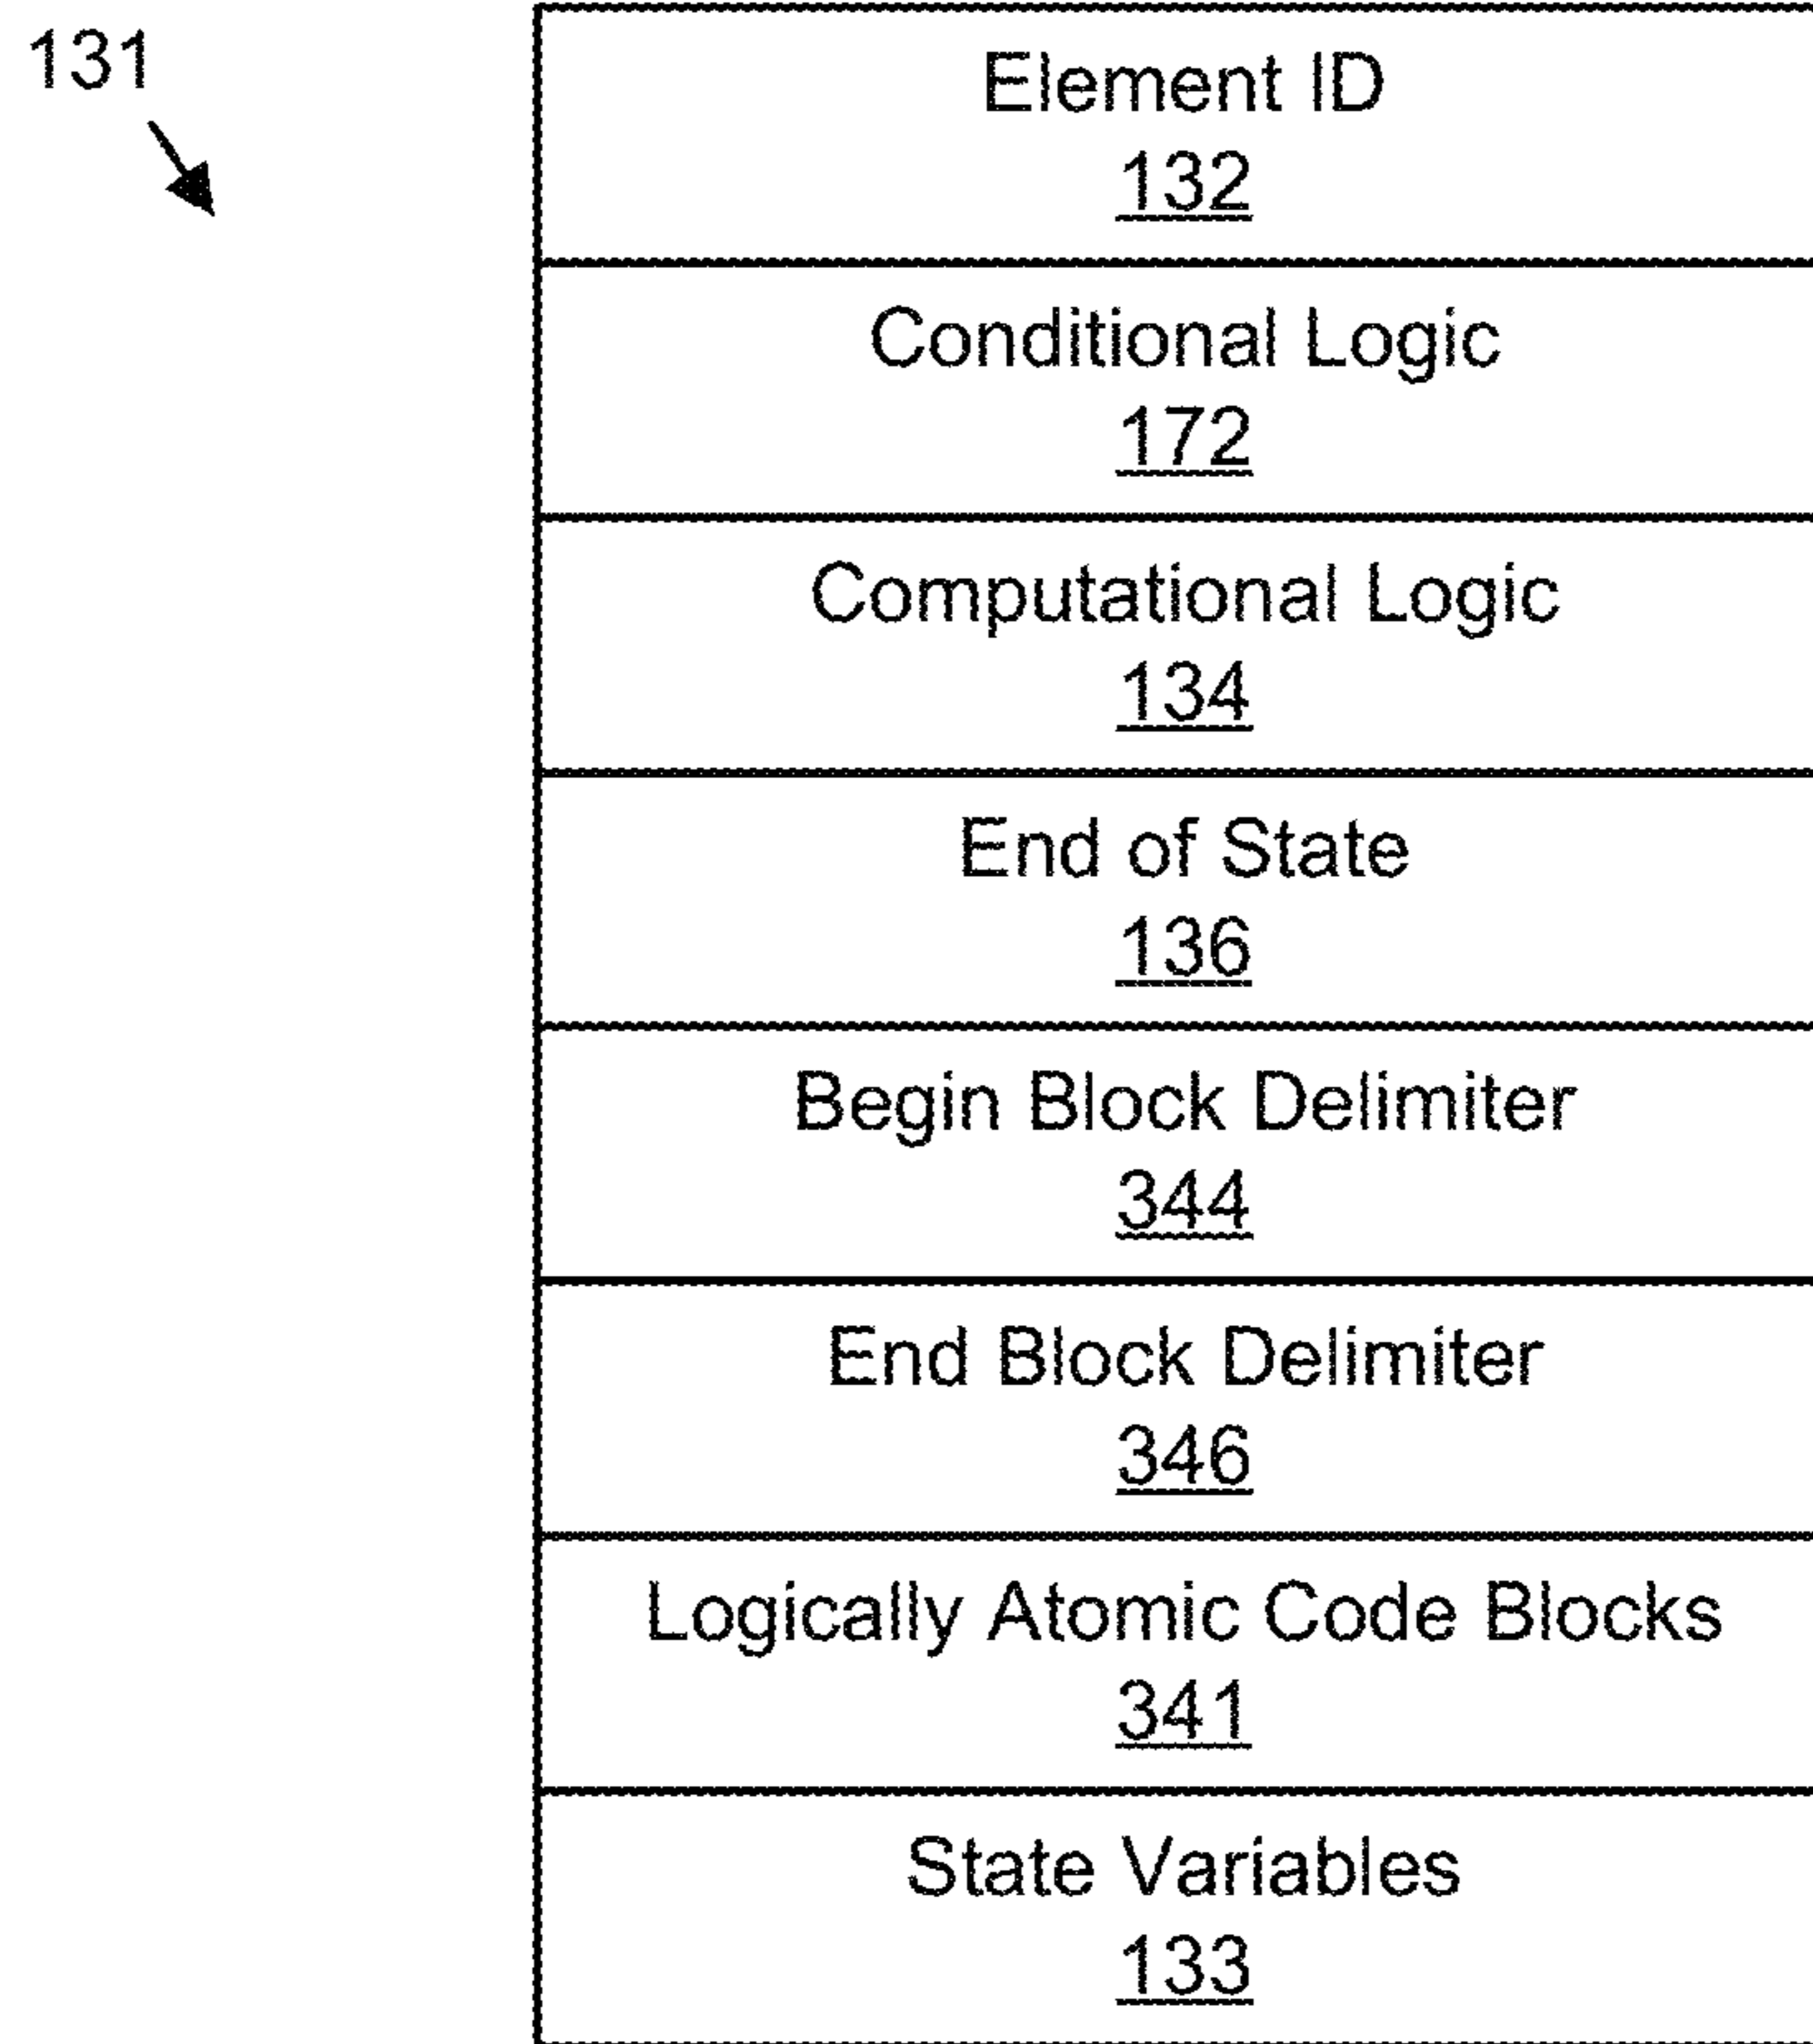 131
Element ID
132
Conditional Logic
172
Computational Logic
134
End of State
136
Begin Block Delimiter
344
End Block Delimiter
346
Logically Atomic Code Blocks
341
State Variables
133